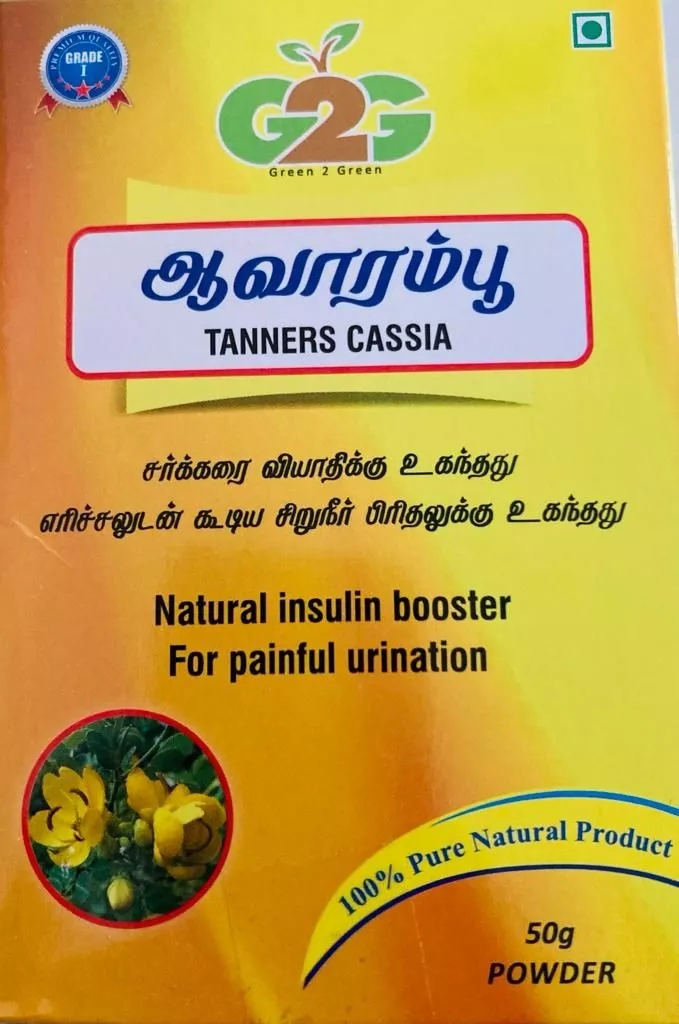 PREMIUM QUALITY
GRADE
I
G2G
Green 2 Green
ஆவாரம்பூ
TANNERS CASSIA
சர்க்கரை வியாதிக்கு உகந்தது
எரிச்சலுடன் கூடிய சிறுநீர் பிரிதலுக்கு உகந்தது
Natural insulin booster
For painful urination
100% Pure Natural Product
50g
POWDER